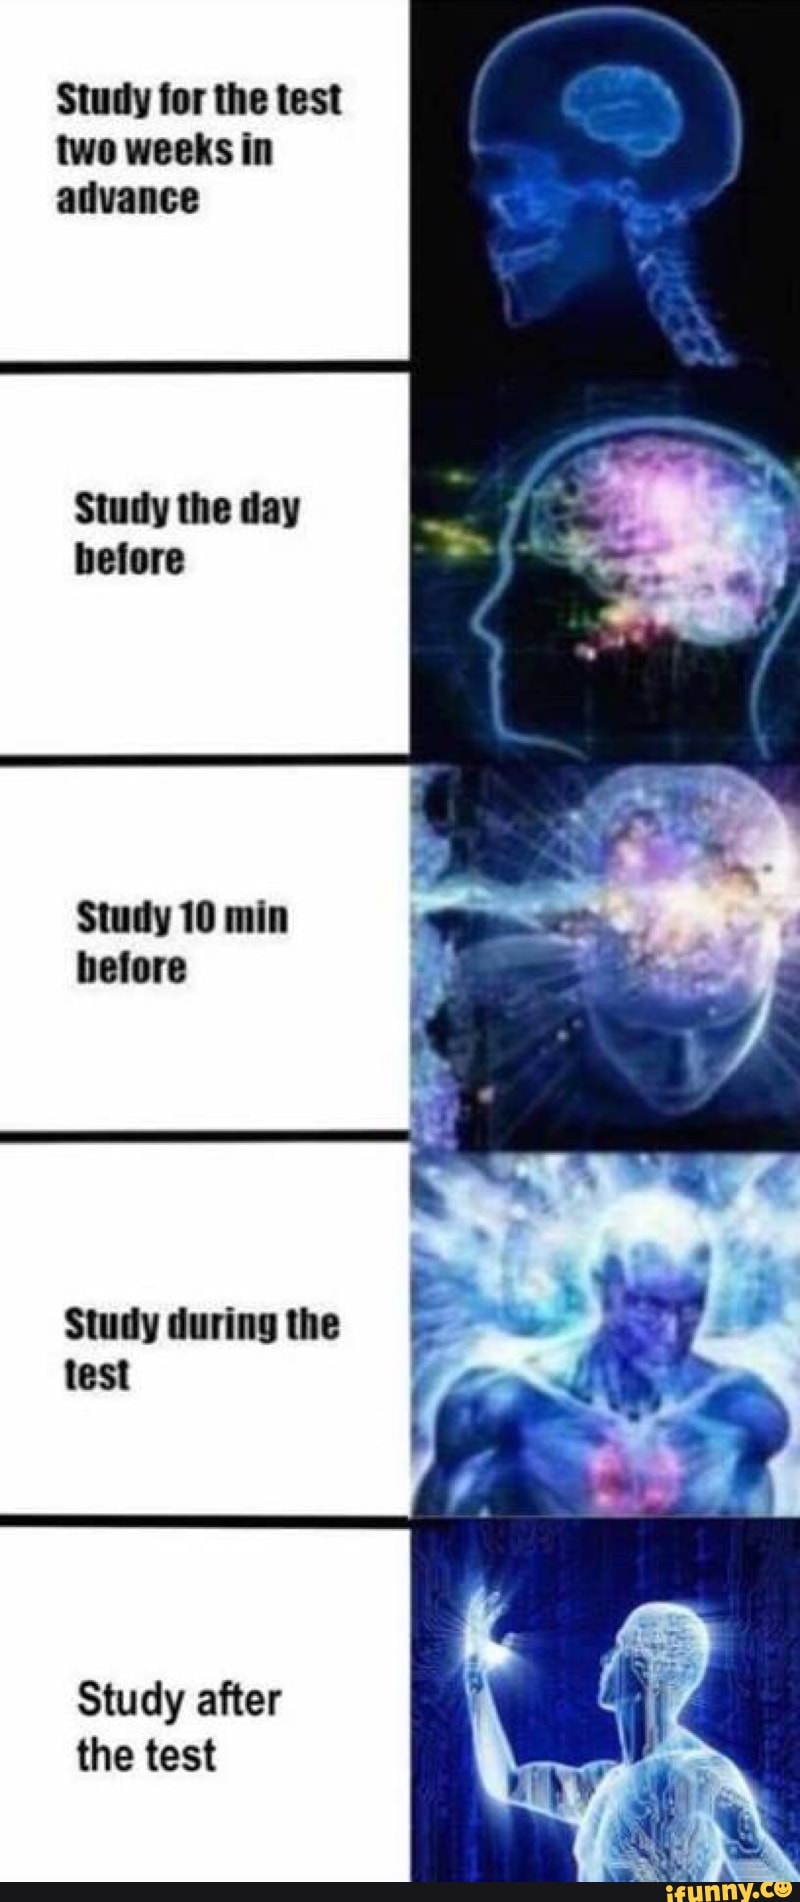 Study for the test
two weeks in
advance
Study the day
before
Study 10 min
before
Study during the
test
Study after
the test
ifunny.co